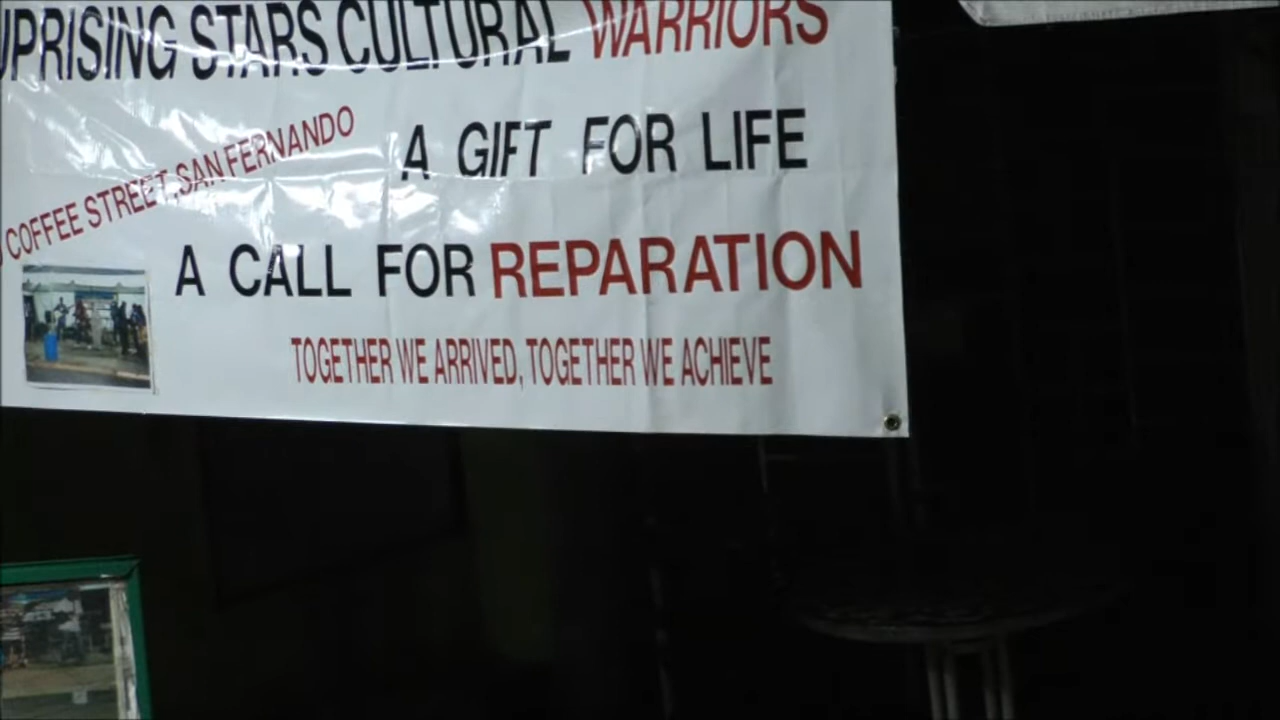 UPRISING STARS CULTURAL WARRIORS
COFFEE STREET, SAN FERNANDO
A GIFT FOR LIFE
A CALL FOR REPARATION
TOGETHER WE ARRIVED, TOGETHER WE ACHIEVE